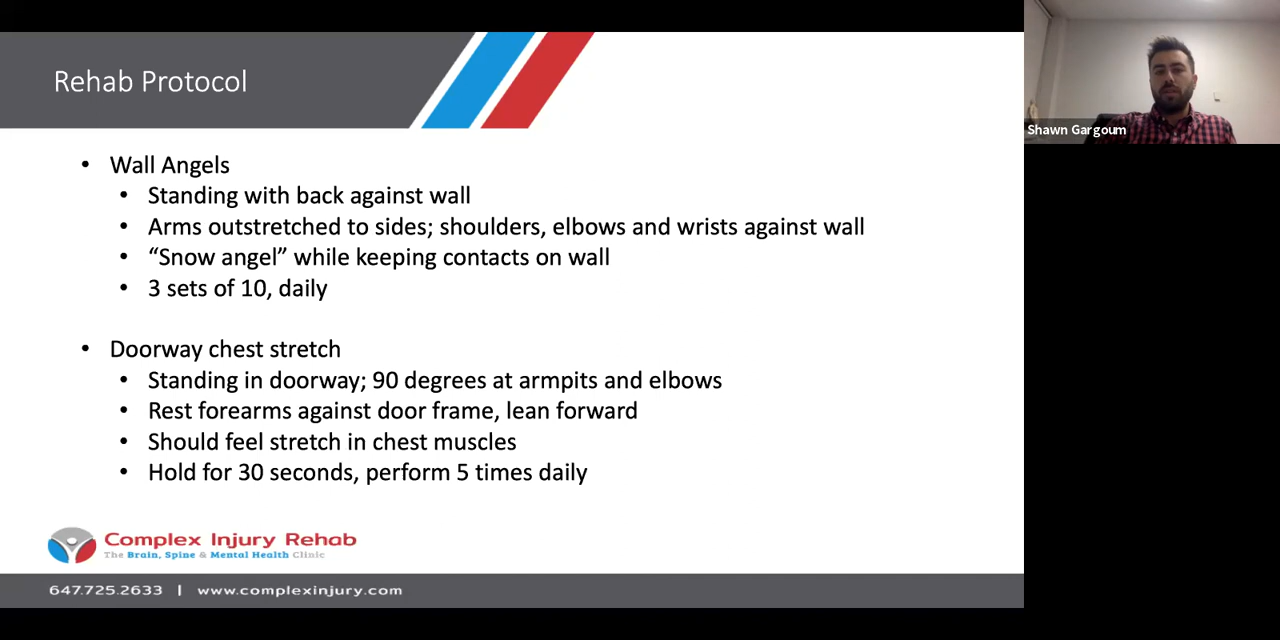 Rehab Protocol
Shawn Gargoum
• Wall Angels
• Standing with back against wall
• Arms outstretched to sides; shoulders, elbows and wrists against wall
• “Snow angel” while keeping contacts on wall
• 3 sets of 10, daily
• Doorway chest stretch
• Standing in doorway; 90 degrees at armpits and elbows
• Rest forearms against door frame, lean forward
• Should feel stretch in chest muscles
• Hold for 30 seconds, perform 5 times daily
Complex Injury Rehab
The Brain, Spine & Mental Health Clinic
647.725.2633 | www.complexinjury.com